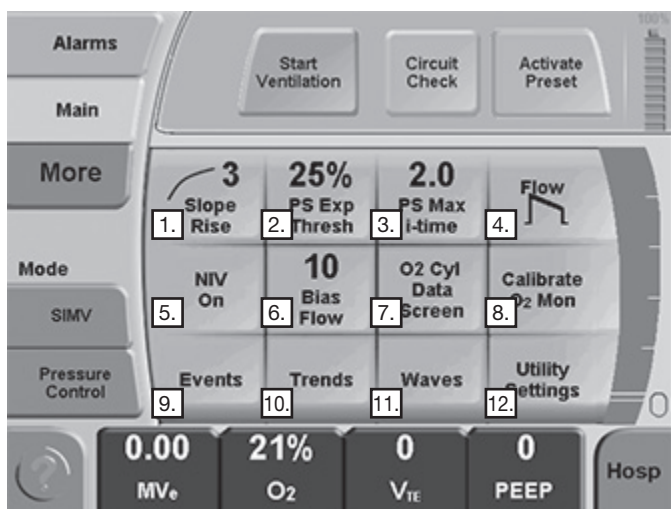 100%
Alarms
Start
Ventilation
Circuit
Check
Activate
Preset
Main
More
3
Slope
Rise
1.
25%
PS Exp
Thresh
2.
2.0
PS Max
i-time
3.
Flow
4.
Mode
SIMV
NIV
On
5.
10
Bias
Flow
6.
O2 Cyl
Data
Screen
7.
Calibrate
O2 Mon
8.
Pressure
Control
Events
9.
Trends
10.
Waves
11.
Utility
Settings
12.
?
0.00
MVe
21%
O2
0
VTE
0
PEEP
Hosp